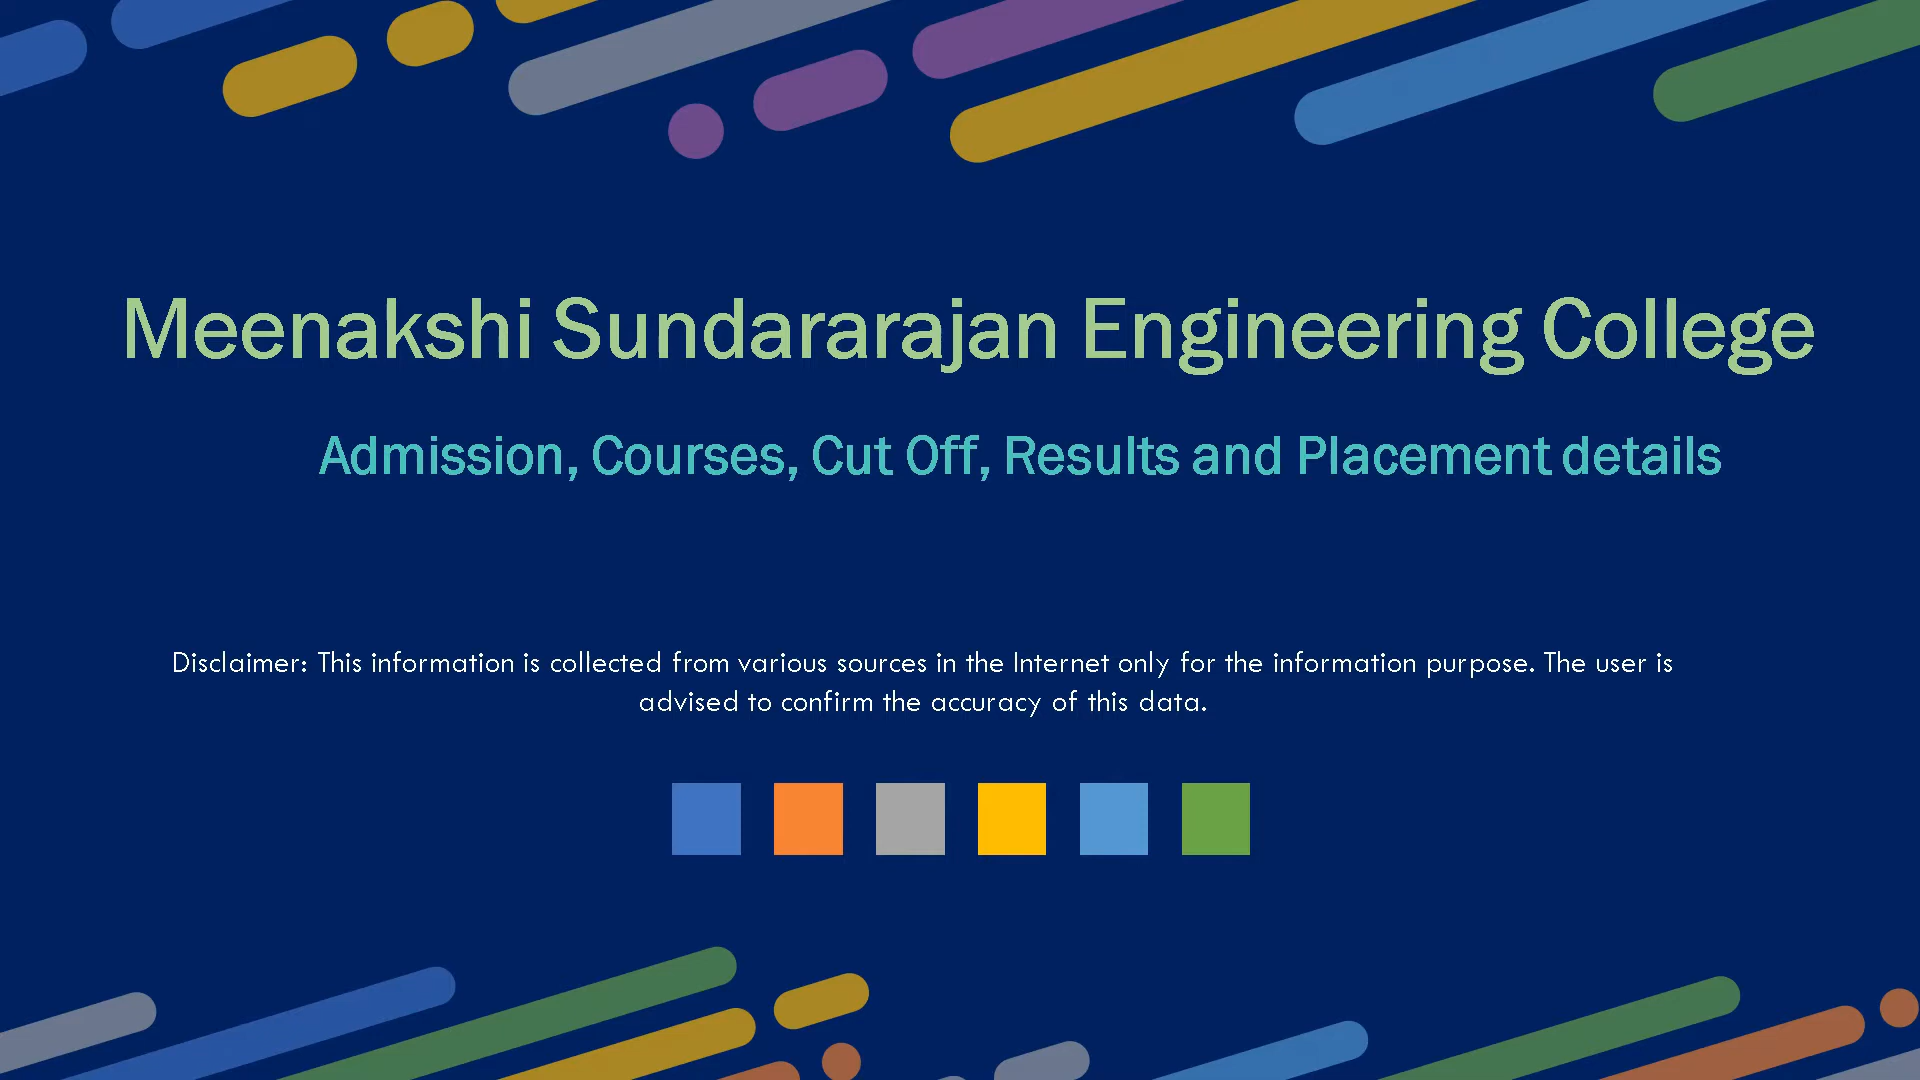 Meenakshi Sundararajan Engineering College
Admission, Courses, Cut Off, Results and Placement details
Disclaimer: This information is collected from various sources in the Internet only for the information purpose. The user is
advised to confirm the accuracy of this data.